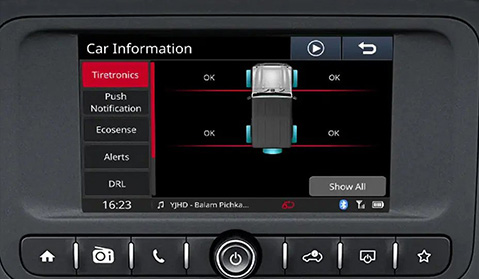 Car Information
Tiretronics
OK
OK
Push
Notification
Ecosense
OK
OK
Alerts
DRL
Show All
16:23
YJHD - Balam Pichka...